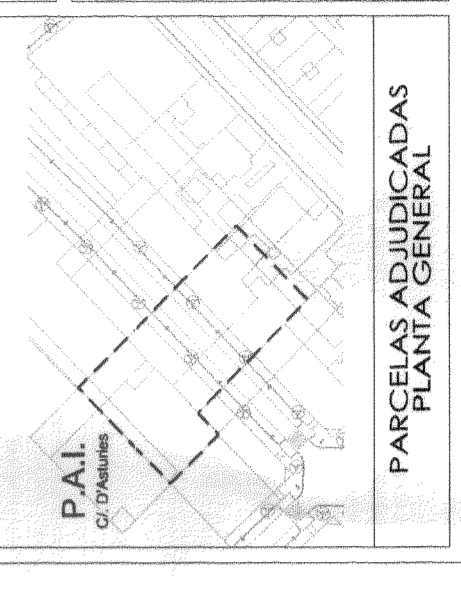 P.A.I.
C/. D'Asturies
PARCELAS ADJUDICADAS
PLANTA GENERAL